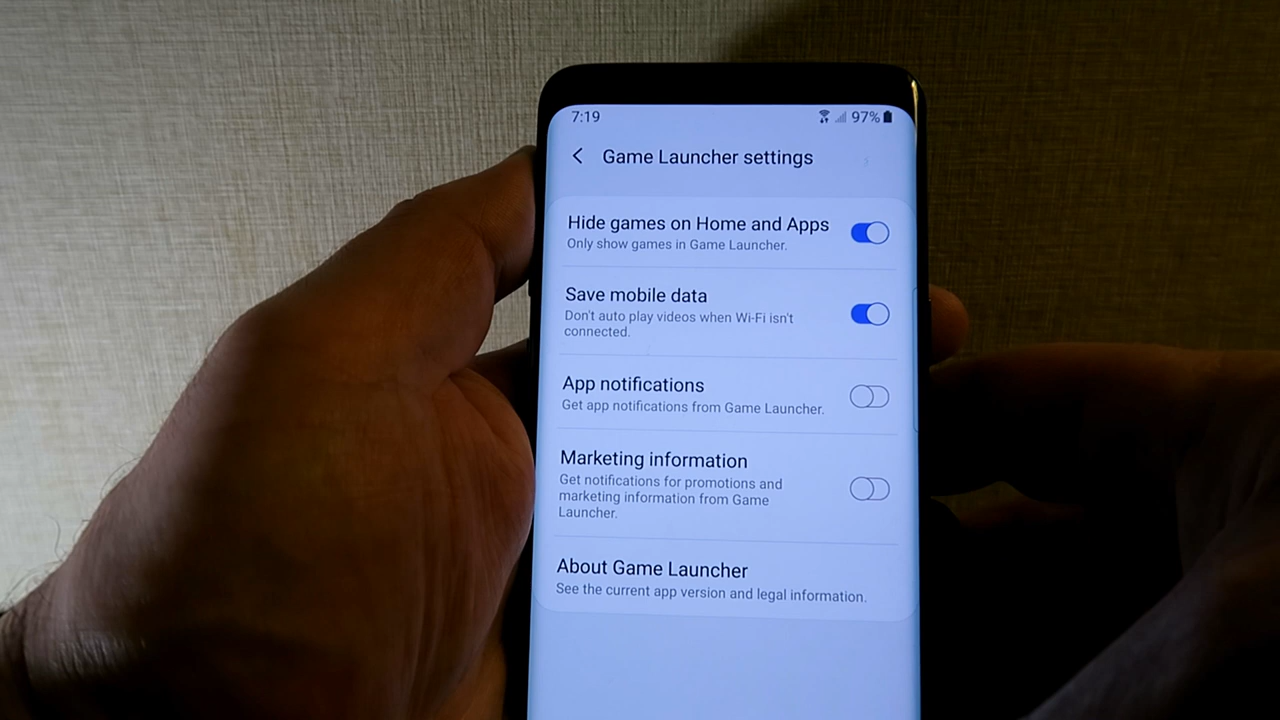 7:19
97%
Game Launcher settings
Hide games on Home and Apps
Only show games in Game Launcher.
Save mobile data
Don't auto play videos when Wi-Fi isn't
connected.
App notifications
Get app notifications from Game Launcher.
Marketing information
Get notifications for promotions and
marketing information from Game
Launcher.
About Game Launcher
See the current app version and legal information.